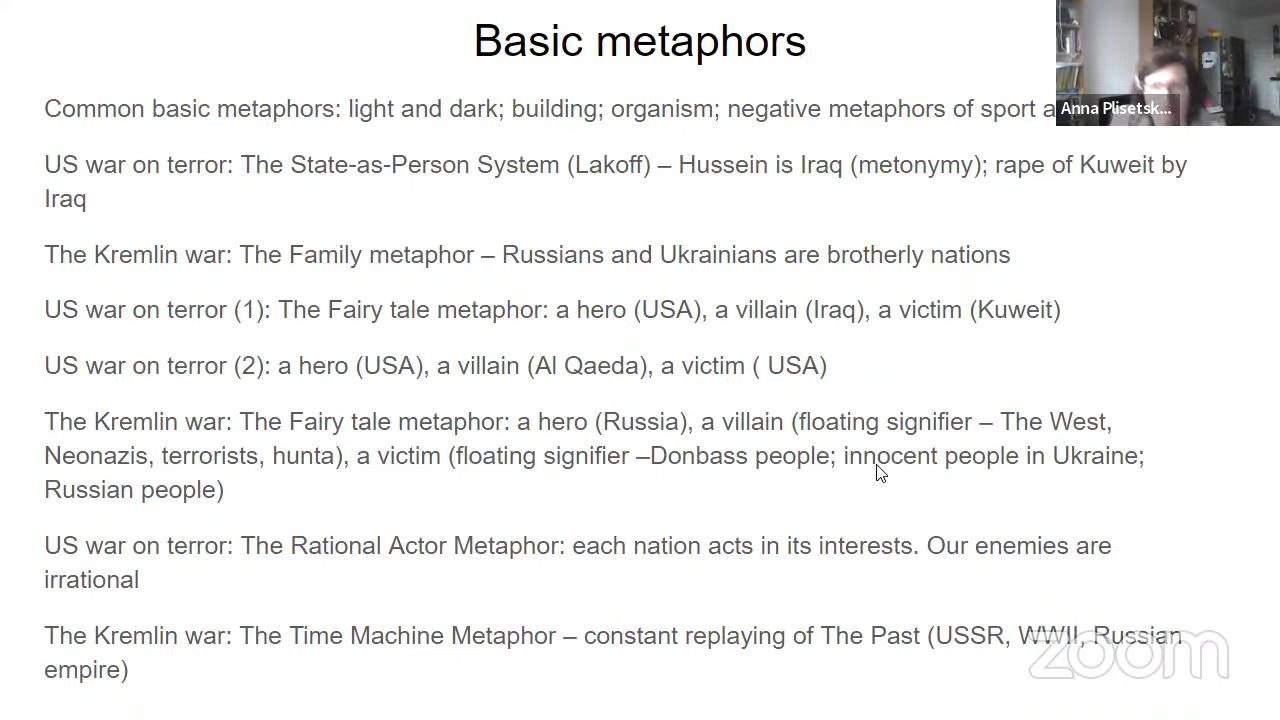 Basic metaphors
Common basic metaphors: light and dark; building; organism; negative metaphors of sport a
Anna Plisetsk...
US war on terror: The State-as-Person System (Lakoff) – Hussein is Iraq (metonymy); rape of Kuweit by
Iraq
The Kremlin war: The Family metaphor – Russians and Ukrainians are brotherly nations
US war on terror (1): The Fairy tale metaphor: a hero (USA), a villain (Iraq), a victim (Kuweit)
US war on terror (2): a hero (USA), a villain (Al Qaeda), a victim ( USA)
The Kremlin war: The Fairy tale metaphor: a hero (Russia), a villain (floating signifier – The West,
Neonazis, terrorists, hunta), a victim (floating signifier –Donbass people; innocent people in Ukraine;
Russian people)
US war on terror: The Rational Actor Metaphor: each nation acts in its interests. Our enemies are
irrational
The Kremlin war: The Time Machine Metaphor – constant replaying of The Past (USSR, WWII, Russian
empire)
zoom